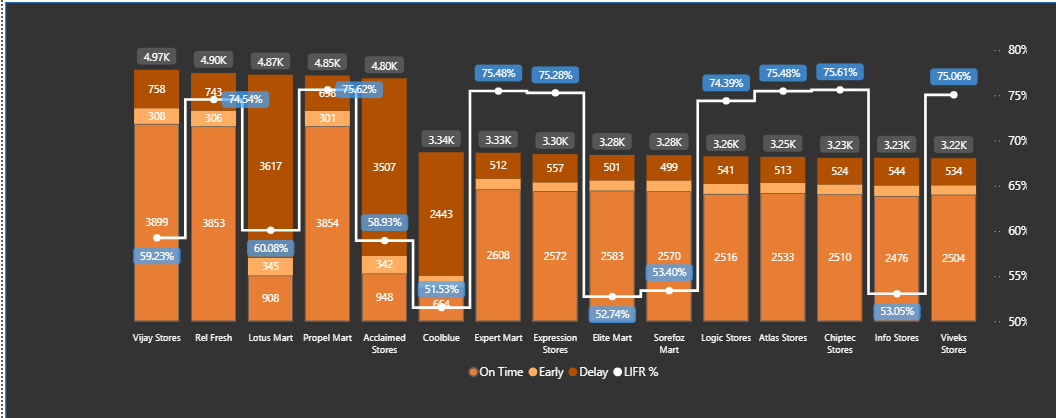 4.97K 4.90K 4.87K 4.85K 4.80K 3.34K 3.33K 3.30K 3.28K 3.28K 3.26K 3.25K 3.23K 3.23K 3.22K
758 743 3617 698 3507 2443 512 557 501 499 541 513 524 544 534
308 306 345 301 342
3899 3853 908 3854 948 664 2608 2572 2583 2570 2516 2533 2510 2476 2504
59.23% 74.54% 60.08% 75.62% 58.93% 51.53% 75.48% 75.28% 52.74% 53.40% 74.39% 75.48% 75.61% 53.05% 75.06%
80%
75%
70%
65%
60%
55%
50%
Vijay Stores Rel Fresh Lotus Mart Propel Mart Acclaimed Stores Coolblue Expert Mart Expression Stores Elite Mart Sorefoz Mart Logic Stores Atlas Stores Chiptec Stores Info Stores Viveks Stores
On Time Early Delay LIFR %